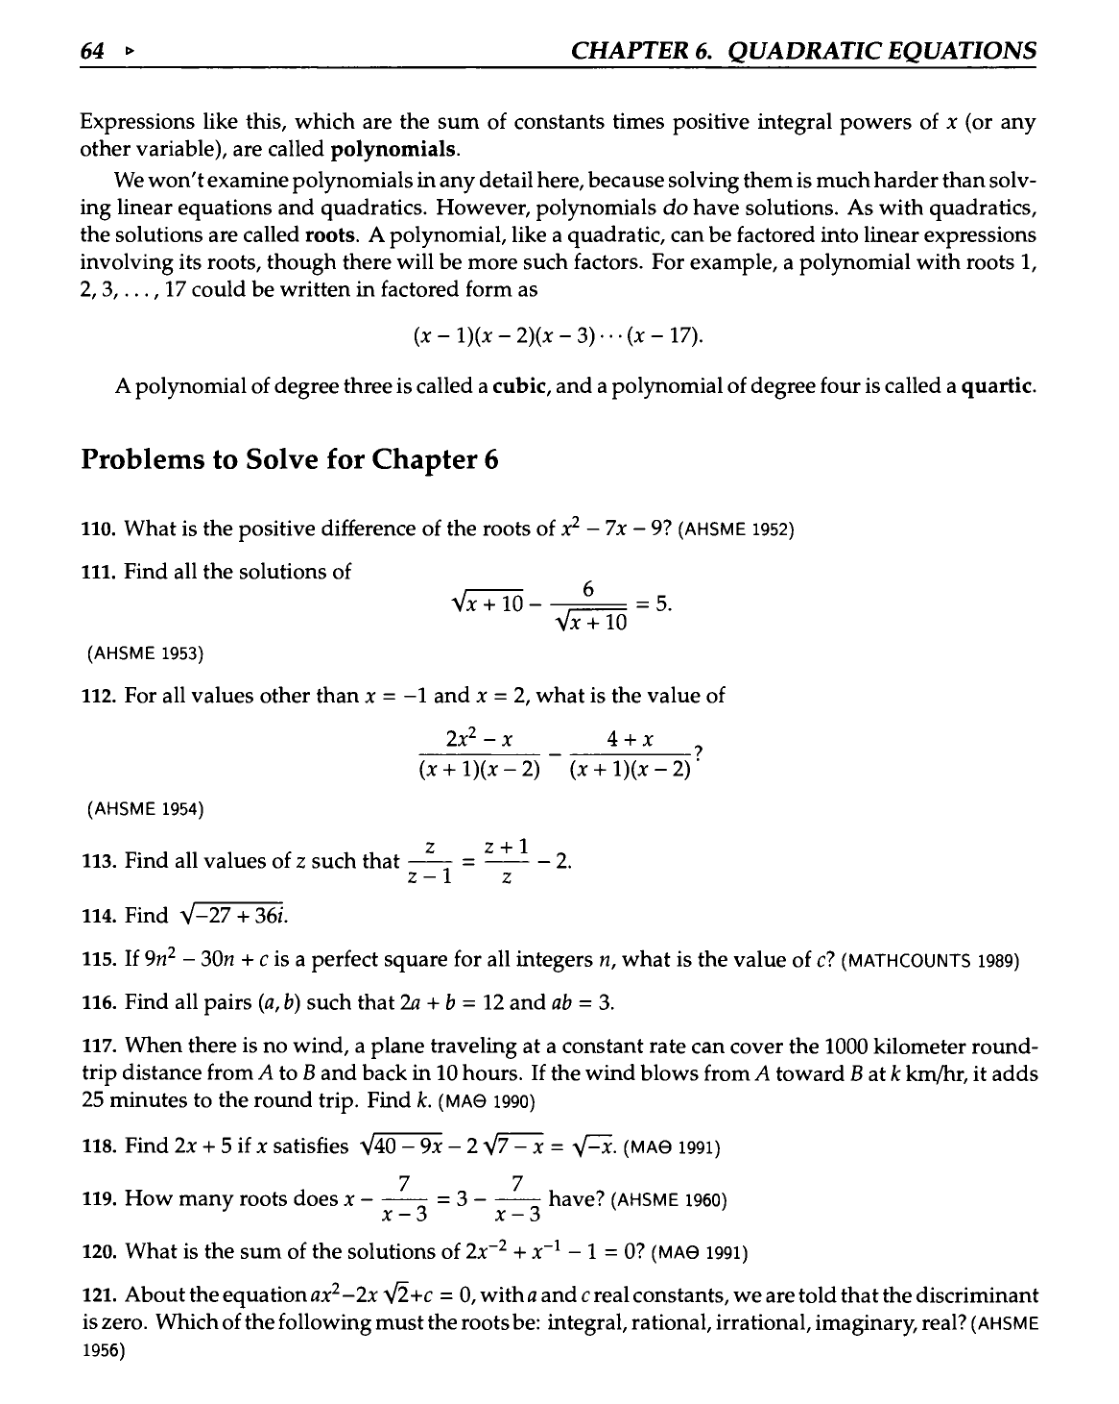 64 ▹ CHAPTER 6. QUADRATIC EQUATIONS
Expressions like this, which are the sum of constants times positive integral powers of x (or any
other variable), are called polynomials.
We won't examine polynomials in any detail here, because solving them is much harder than solv-
ing linear equations and quadratics. However, polynomials do have solutions. As with quadratics,
the solutions are called roots. A polynomial, like a quadratic, can be factored into linear expressions
involving its roots, though there will be more such factors. For example, a polynomial with roots 1,
2, 3, . . . , 17 could be written in factored form as
(x − 1)(x − 2)(x − 3) · · · (x − 17).
A polynomial of degree three is called a cubic, and a polynomial of degree four is called a quartic.
Problems to Solve for Chapter 6
110. What is the positive difference of the roots of x² − 7x − 9? (AHSME 1952)
111. Find all the solutions of
√(x + 10) − 6/√(x + 10) = 5.
(AHSME 1953)
112. For all values other than x = −1 and x = 2, what is the value of
(2x² − x)/((x + 1)(x − 2)) − (4 + x)/((x + 1)(x − 2))?
(AHSME 1954)
113. Find all values of z such that z/(z − 1) = (z + 1)/z − 2.
114. Find √(−27 + 36i).
115. If 9n² − 30n + c is a perfect square for all integers n, what is the value of c? (MATHCOUNTS 1989)
116. Find all pairs (a, b) such that 2a + b = 12 and ab = 3.
117. When there is no wind, a plane traveling at a constant rate can cover the 1000 kilometer round-
trip distance from A to B and back in 10 hours. If the wind blows from A toward B at k km/hr, it adds
25 minutes to the round trip. Find k. (MAΘ 1990)
118. Find 2x + 5 if x satisfies √(40 − 9x) − 2√(7 − x) = √(−x). (MAΘ 1991)
119. How many roots does x − 7/(x − 3) = 3 − 7/(x − 3) have? (AHSME 1960)
120. What is the sum of the solutions of 2x⁻² + x⁻¹ − 1 = 0? (MAΘ 1991)
121. About the equation ax²−2x√2+c = 0, with a and c real constants, we are told that the discriminant
is zero. Which of the following must the roots be: integral, rational, irrational, imaginary, real? (AHSME
1956)